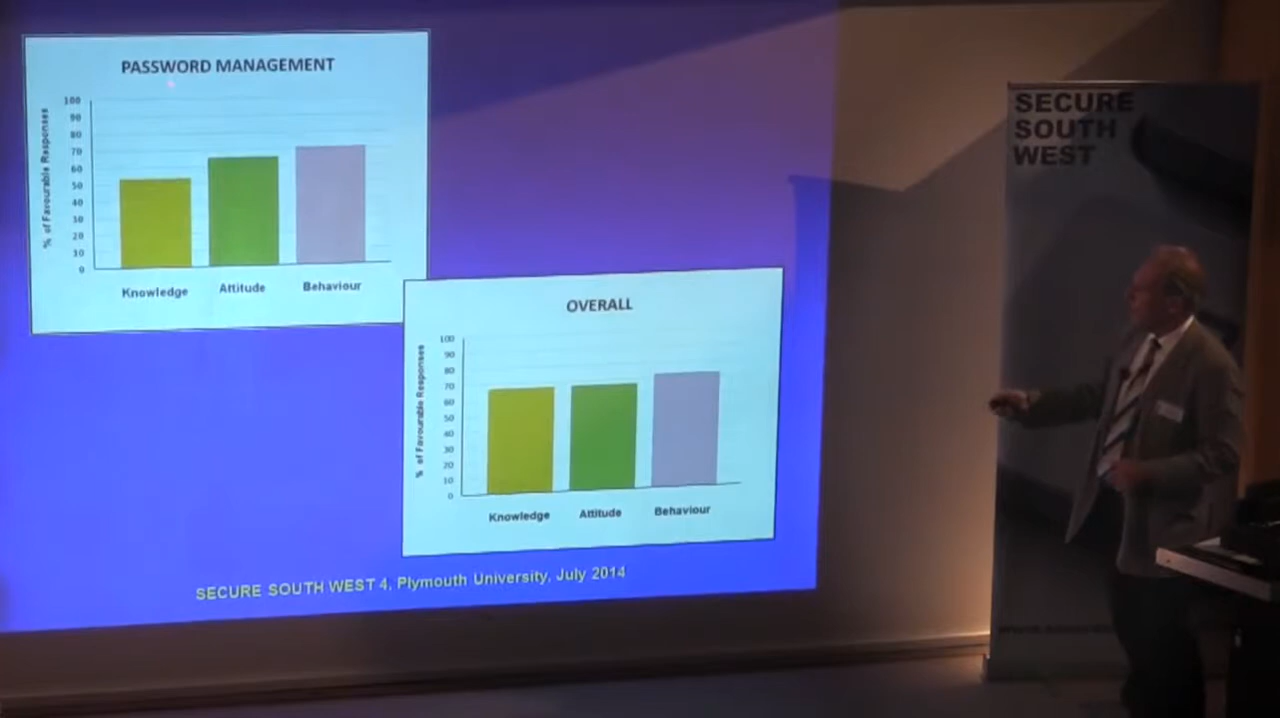 PASSWORD MANAGEMENT
% of Favourable Responses
100
90
80
70
60
50
40
30
20
10
0
Knowledge Attitude Behaviour
OVERALL
% of Favourable Responses
100
90
80
70
60
50
40
30
20
10
0
Knowledge Attitude Behaviour
SECURE SOUTH WEST 4, Plymouth University, July 2014
SECURE
SOUTH
WEST